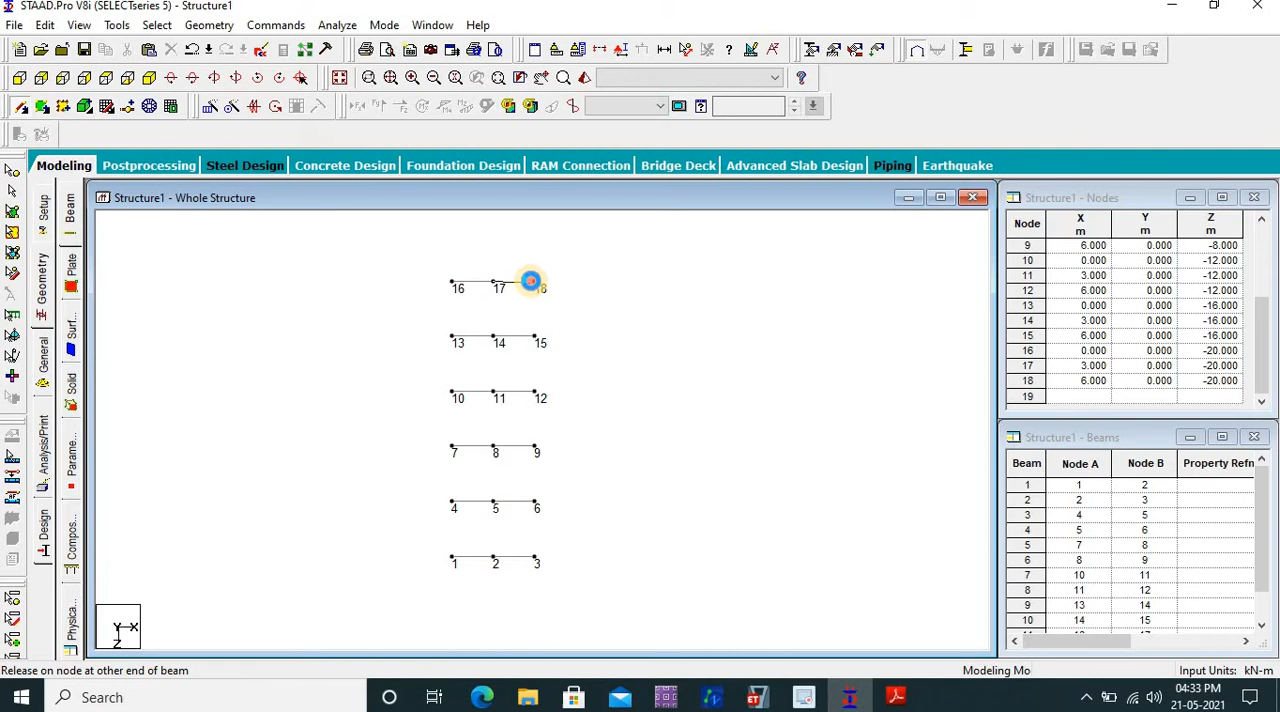 STAAD.Pro V8i (SELECTseries 5) - Structure1
File Edit View Tools Select Geometry Commands Analyze Mode Window Help
Modeling Postprocessing Steel Design Concrete Design Foundation Design RAM Connection Bridge Deck Advanced Slab Design Piping Earthquake
Setup
Geometry
General
Analysis/Print
Design
Beam
Plate
Surf..
Solid
Parame...
Compos...
Physica
Structure1 - Whole Structure
16 17 18
13 14 15
10 11 12
7 8 9
4 5 6
1 2 3
Y X
Z
Structure1 - Nodes
Node X m Y m Z m
9 6.000 0.000 -8.000
10 0.000 0.000 -12.000
11 3.000 0.000 -12.000
12 6.000 0.000 -12.000
13 0.000 0.000 -16.000
14 3.000 0.000 -16.000
15 6.000 0.000 -16.000
16 0.000 0.000 -20.000
17 3.000 0.000 -20.000
18 6.000 0.000 -20.000
19
Structure1 - Beams
Beam Node A Node B Property Refn
1 1 2
2 2 3
3 4 5
4 5 6
5 7 8
6 8 9
7 10 11
8 11 12
9 13 14
10 14 15
Release on node at other end of beam
Modeling Mo
Input Units: kN-m
Search
04:33 PM
21-05-2021